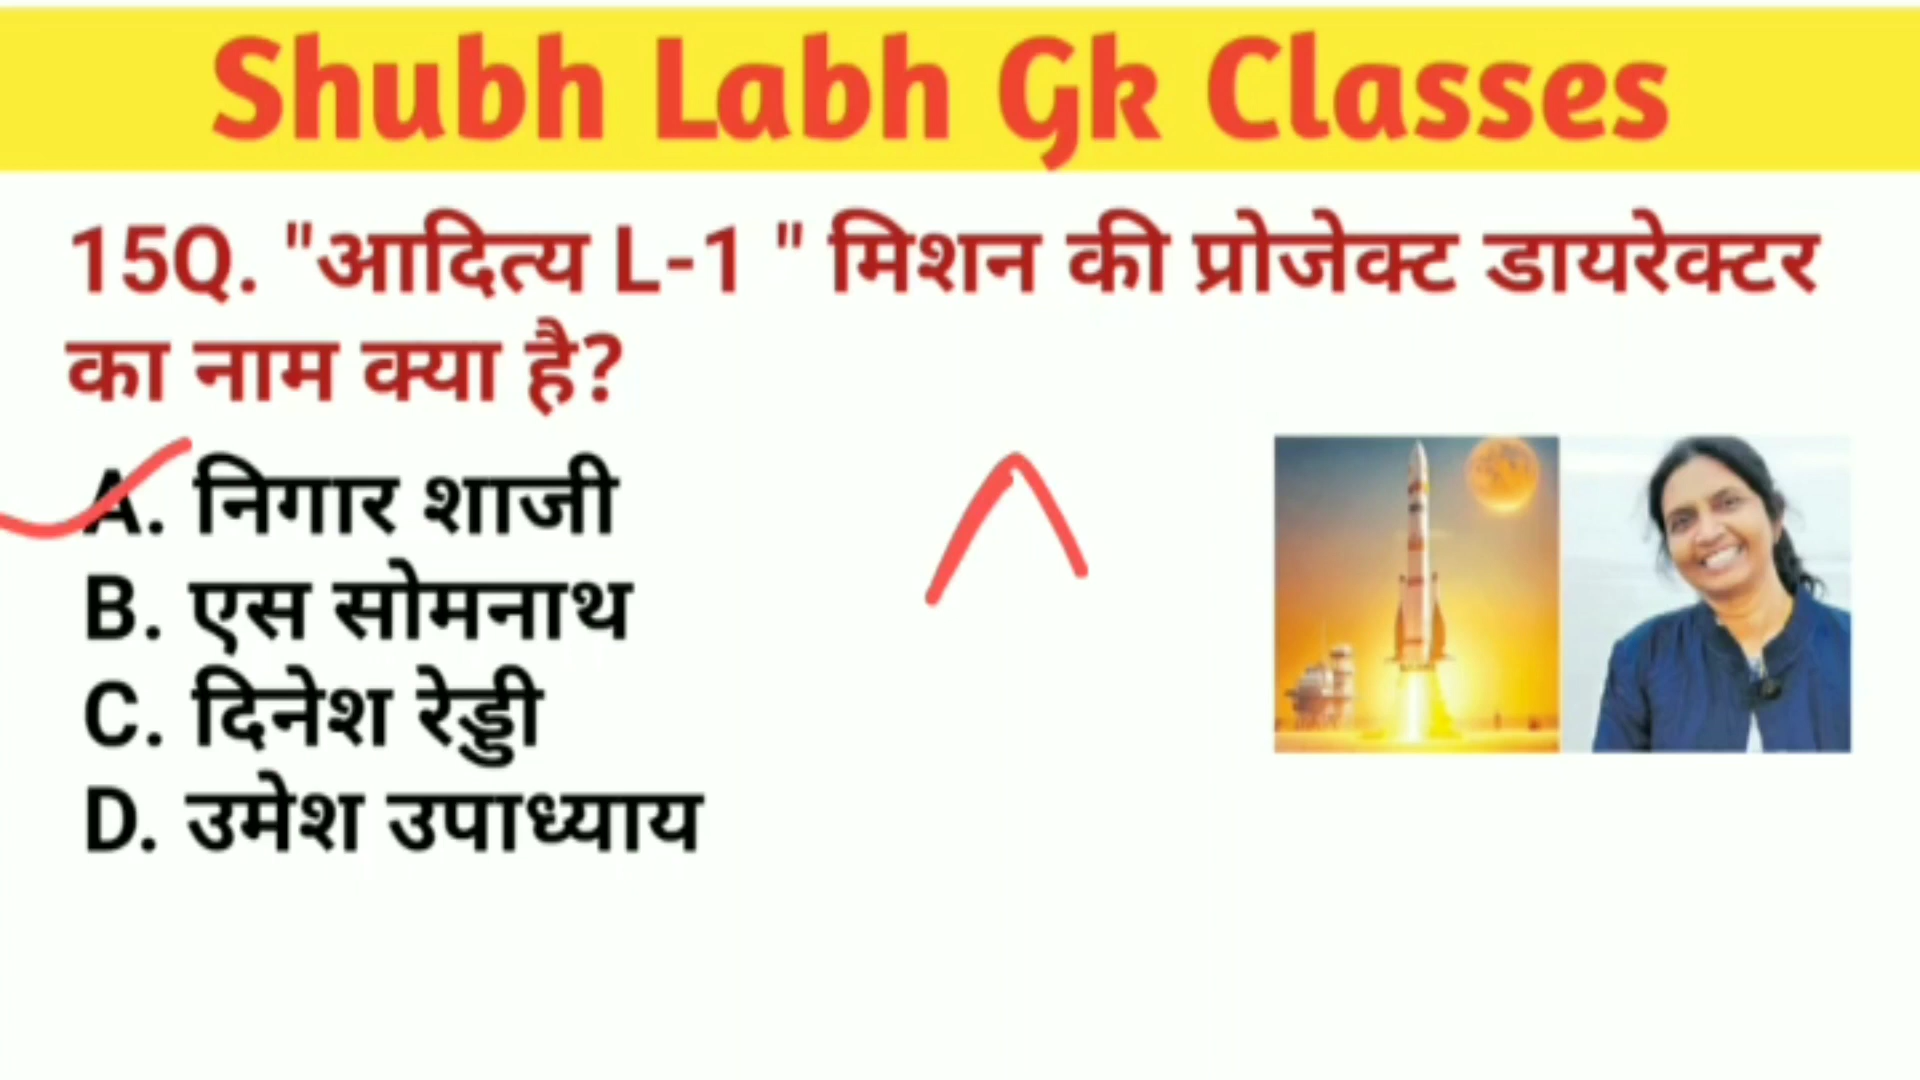 Shubh Labh Gk Classes
15Q. "आदित्य L-1 " मिशन की प्रोजेक्ट डायरेक्टर
का नाम क्या है?
A. निगार शाजी
B. एस सोमनाथ
C. दिनेश रेड्डी
D. उमेश उपाध्याय